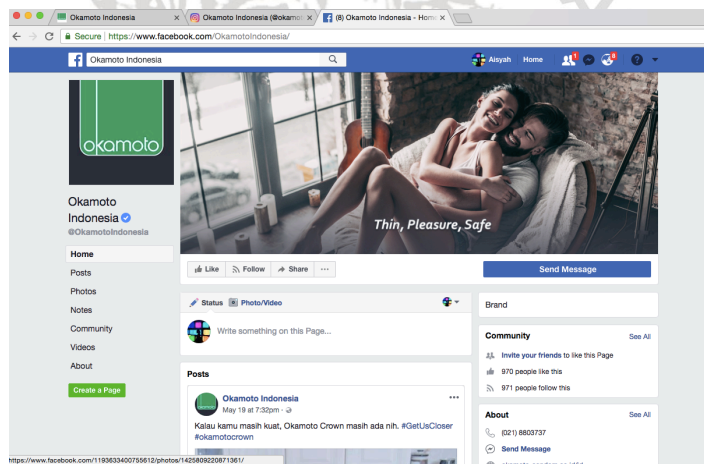 Okamoto Indonesia
Okamoto Indonesia (@okamot
(8) Okamoto Indonesia - Home
Secure https://www.facebook.com/OkamotoIndonesia/
Okamoto Indonesia
Aisyah Home 1 8
okamoto
Thin, Pleasure, Safe
Okamoto
Indonesia
@OkamotoIndonesia
Home
Posts
Photos
Notes
Community
Videos
About
Create a Page
Like Follow Share
Send Message
Status Photo/Video
Write something on this Page...
Posts
okamoto
Okamoto Indonesia
May 19 at 7:32pm
Kalau kamu masih kuat, Okamoto Crown masih ada nih. #GetUsCloser
#okamotocrown
Brand
Community See All
Invite your friends to like this Page
970 people like this
971 people follow this
About See All
(021) 8803737
Send Message
https://www.facebook.com/1193633400755612/photos/1425809220871361/